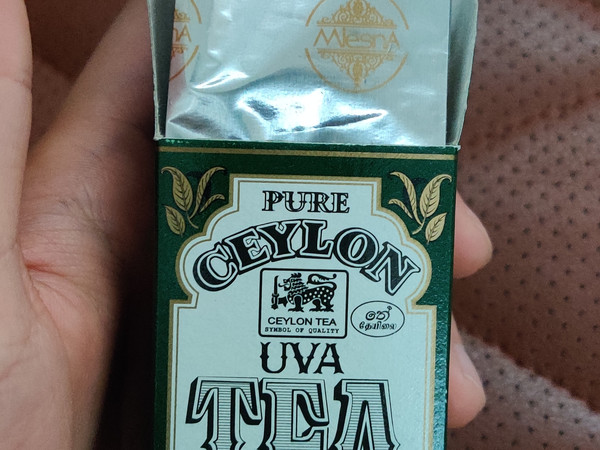 MlesnA
PURE
CEYLON
CEYLON TEA
SYMBOL OF QUALITY
තේ
தேயிலை
UVA
TEA